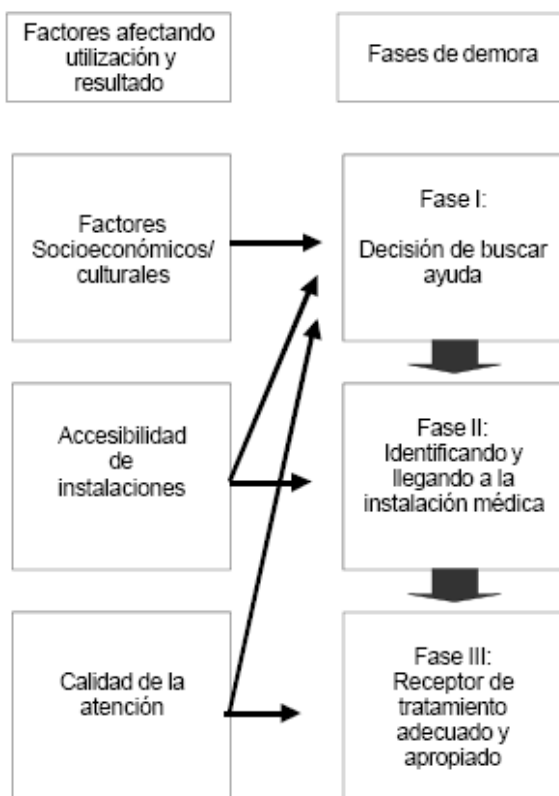 Factores afectando
utilización y
resultado
Fases de demora
Factores
Socioeconómicos/
culturales
Fase I:
Decisión de buscar
ayuda
Accesibilidad
de
instalaciones
Fase II:
Identificando y
llegando a la
instalación médica
Calidad de la
atención
Fase III:
Receptor de
tratamiento
adecuado y
apropiado